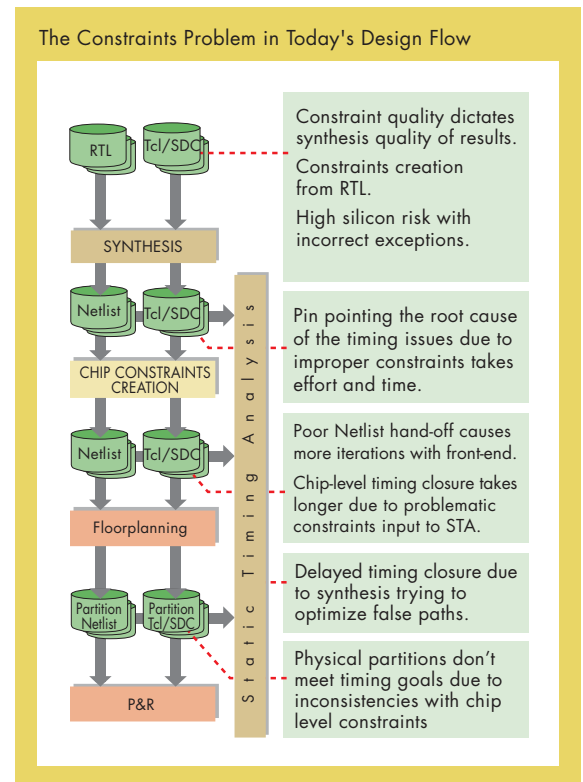 The Constraints Problem in Today's Design Flow
RTL
Tcl/SDC
Constraint quality dictates
synthesis quality of results.
Constraints creation
from RTL.
High silicon risk with
incorrect exceptions.
SYNTHESIS
Netlist
Tcl/SDC
Static Timing Analysis
Pin pointing the root cause
of the timing issues due to
improper constraints takes
effort and time.
CHIP CONSTRAINTS
CREATION
Netlist
Tcl/SDC
Poor Netlist hand-off causes
more iterations with front-end.
Chip-level timing closure takes
longer due to problematic
constraints input to STA.
Floorplanning
Delayed timing closure due
to synthesis trying to
optimize false paths.
Partition
Netlist
Partition
Tcl/SDC
Physical partitions don't
meet timing goals due to
inconsistencies with chip
level constraints
P&R